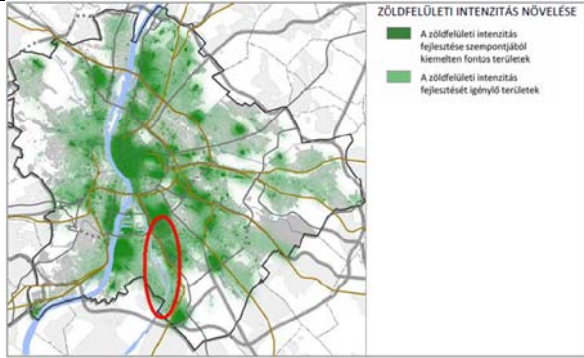 ZÖLDFELÜLETI INTENZITÁS NÖVELÉSE
A zöldfelületi intenzitás
fejlesztése szempontjából
kiemelten fontos területek
A zöldfelületi intenzitás
fejlesztését igénylő területek